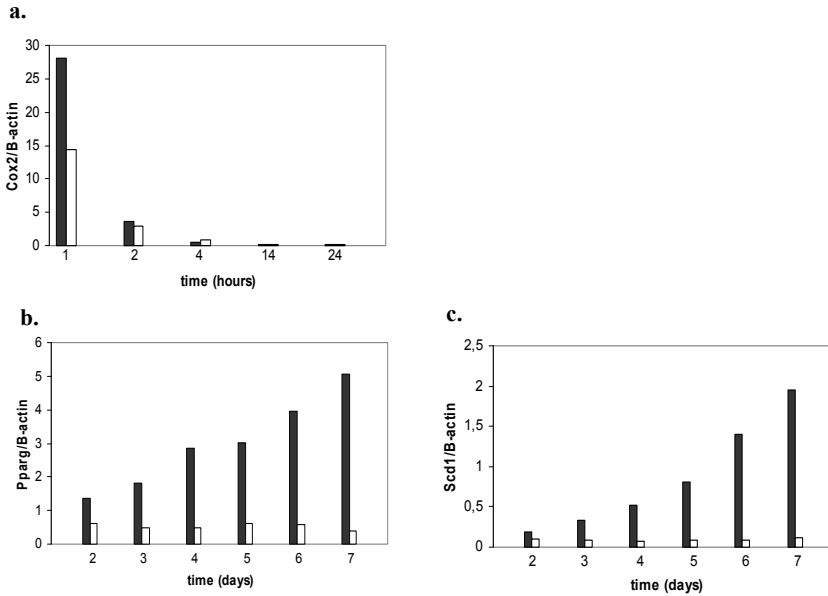 a.
30
25
20
15
10
5
0
Cox2/B-actin
1 2 4 14 24
time (hours)
b.
6
5
4
3
2
1
0
Pparg/B-actin
2 3 4 5 6 7
time (days)
c.
2,5
2
1,5
1
0,5
0
Scd1/B-actin
2 3 4 5 6 7
time (days)